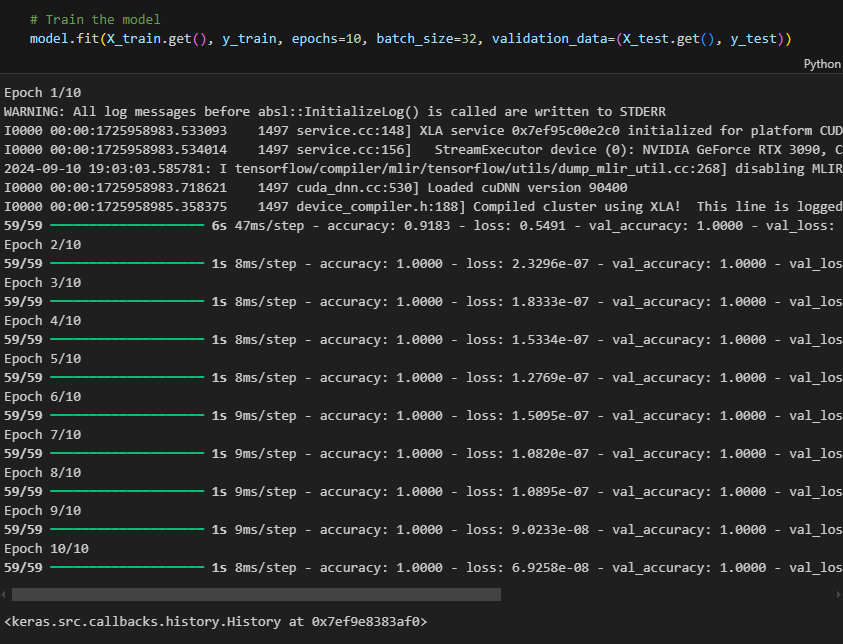 # Train the model
model.fit(X_train.get(), y_train, epochs=10, batch_size=32, validation_data=(X_test.get(), y_test))
Python
Epoch 1/10
WARNING: All log messages before absl::InitializeLog() is called are written to STDERR
I0000 00:00:1725958983.533093    1497 service.cc:148] XLA service 0x7ef95c00e2c0 initialized for platform CUD
I0000 00:00:1725958983.534014    1497 service.cc:156]   StreamExecutor device (0): NVIDIA GeForce RTX 3090, C
2024-09-10 19:03:03.585781: I tensorflow/compiler/mlir/tensorflow/utils/dump_mlir_util.cc:268] disabling MLIR
I0000 00:00:1725958983.718621    1497 cuda_dnn.cc:530] Loaded cuDNN version 90400
I0000 00:00:1725958985.358375    1497 device_compiler.h:188] Compiled cluster using XLA!  This line is logged
59/59 6s 47ms/step - accuracy: 0.9183 - loss: 0.5491 - val_accuracy: 1.0000 - val_loss:
Epoch 2/10
59/59 1s 8ms/step - accuracy: 1.0000 - loss: 2.3296e-07 - val_accuracy: 1.0000 - val_los
Epoch 3/10
59/59 1s 8ms/step - accuracy: 1.0000 - loss: 1.8333e-07 - val_accuracy: 1.0000 - val_los
Epoch 4/10
59/59 1s 8ms/step - accuracy: 1.0000 - loss: 1.5334e-07 - val_accuracy: 1.0000 - val_los
Epoch 5/10
59/59 1s 8ms/step - accuracy: 1.0000 - loss: 1.2769e-07 - val_accuracy: 1.0000 - val_los
Epoch 6/10
59/59 1s 9ms/step - accuracy: 1.0000 - loss: 1.5095e-07 - val_accuracy: 1.0000 - val_los
Epoch 7/10
59/59 1s 9ms/step - accuracy: 1.0000 - loss: 1.0820e-07 - val_accuracy: 1.0000 - val_los
Epoch 8/10
59/59 1s 9ms/step - accuracy: 1.0000 - loss: 1.0895e-07 - val_accuracy: 1.0000 - val_los
Epoch 9/10
59/59 1s 9ms/step - accuracy: 1.0000 - loss: 9.0233e-08 - val_accuracy: 1.0000 - val_los
Epoch 10/10
59/59 1s 8ms/step - accuracy: 1.0000 - loss: 6.9258e-08 - val_accuracy: 1.0000 - val_los
<keras.src.callbacks.history.History at 0x7ef9e8383af0>